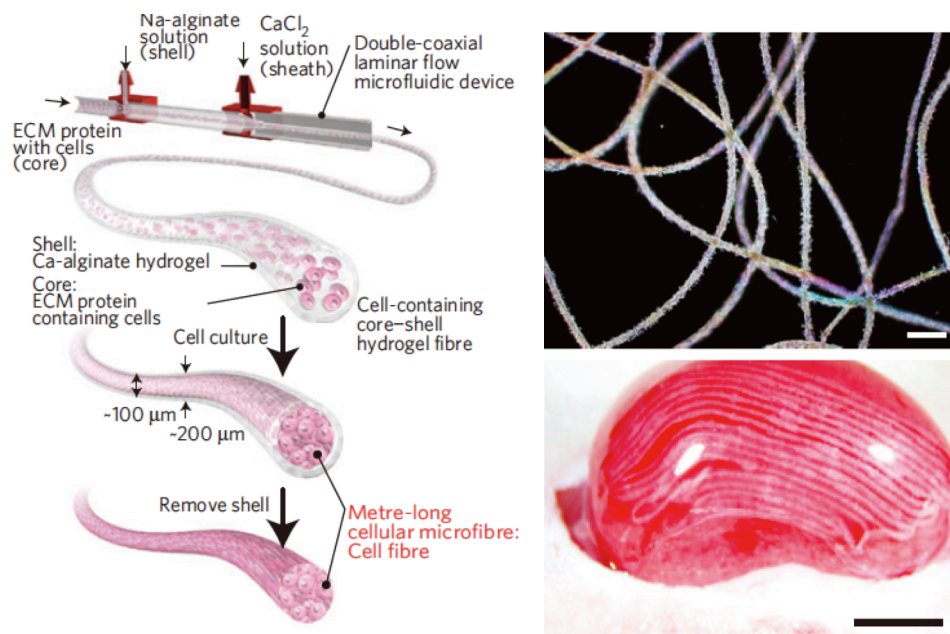 Na-alginate
solution
(shell)
CaCl₂
solution
(sheath)
Double-coaxial
laminar flow
microfluidic device
ECM protein
with cells
(core)
Shell:
Ca-alginate hydrogel
Core:
ECM protein
containing cells
Cell-containing
core–shell
hydrogel fibre
Cell culture
~100 μm
~200 μm
Remove shell
Metre-long
cellular microfibre:
Cell fibre